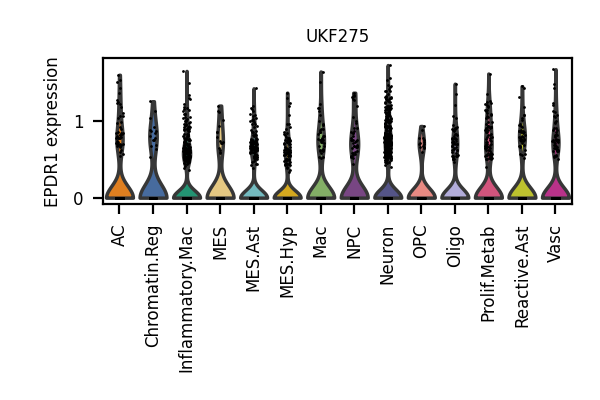 UKF275
EPDR1 expression
1
0
AC
Chromatin.Reg
Inflammatory.Mac
MES
MES.Ast
MES.Hyp
Mac
NPC
Neuron
OPC
Oligo
Prolif.Metab
Reactive.Ast
Vasc